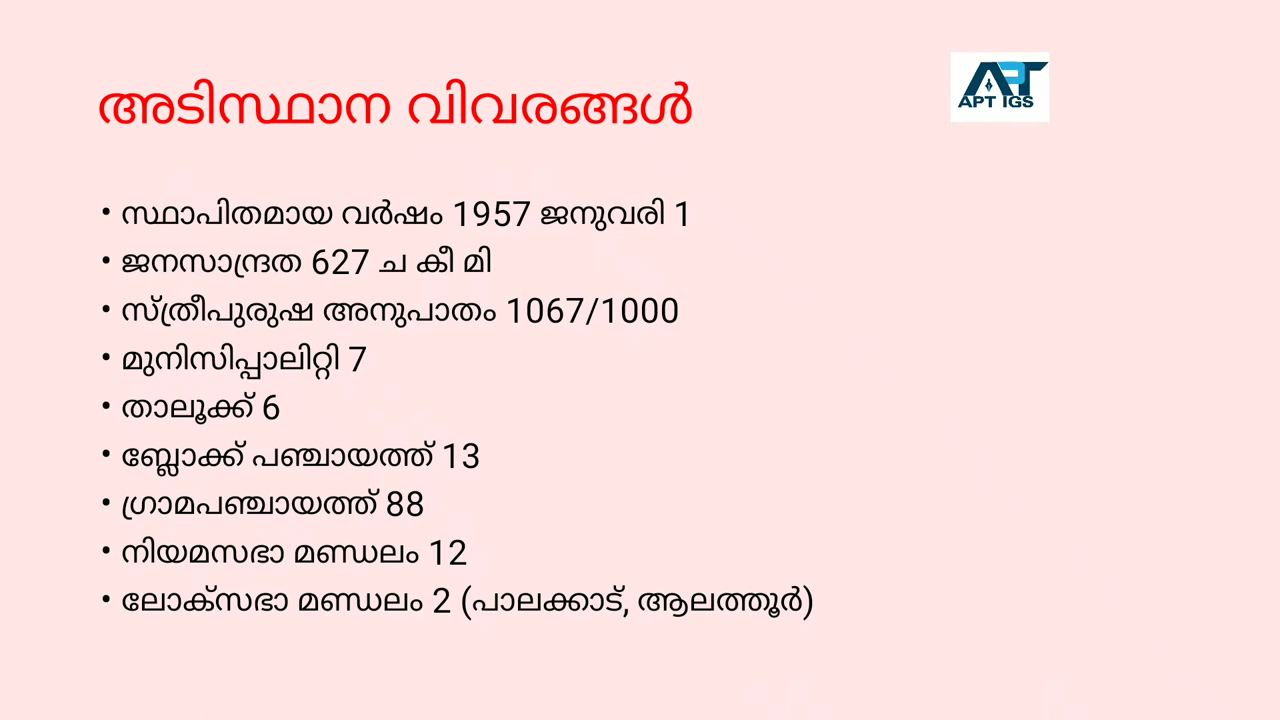 അടിസ്ഥാന വിവരങ്ങൾ
APT
APT IGS
• സ്ഥാപിതമായ വർഷം 1957 ജനുവരി 1
• ജനസാന്ദ്രത 627 ച കീ മി
• സ്ത്രീപുരുഷ അനുപാതം 1067/1000
• മുനിസിപ്പാലിറ്റി 7
• താലൂക്ക് 6
• ബ്ലോക്ക് പഞ്ചായത്ത് 13
• ഗ്രാമപഞ്ചായത്ത് 88
• നിയമസഭാ മണ്ഡലം 12
• ലോക്സഭാ മണ്ഡലം 2 (പാലക്കാട്, ആലത്തൂർ)